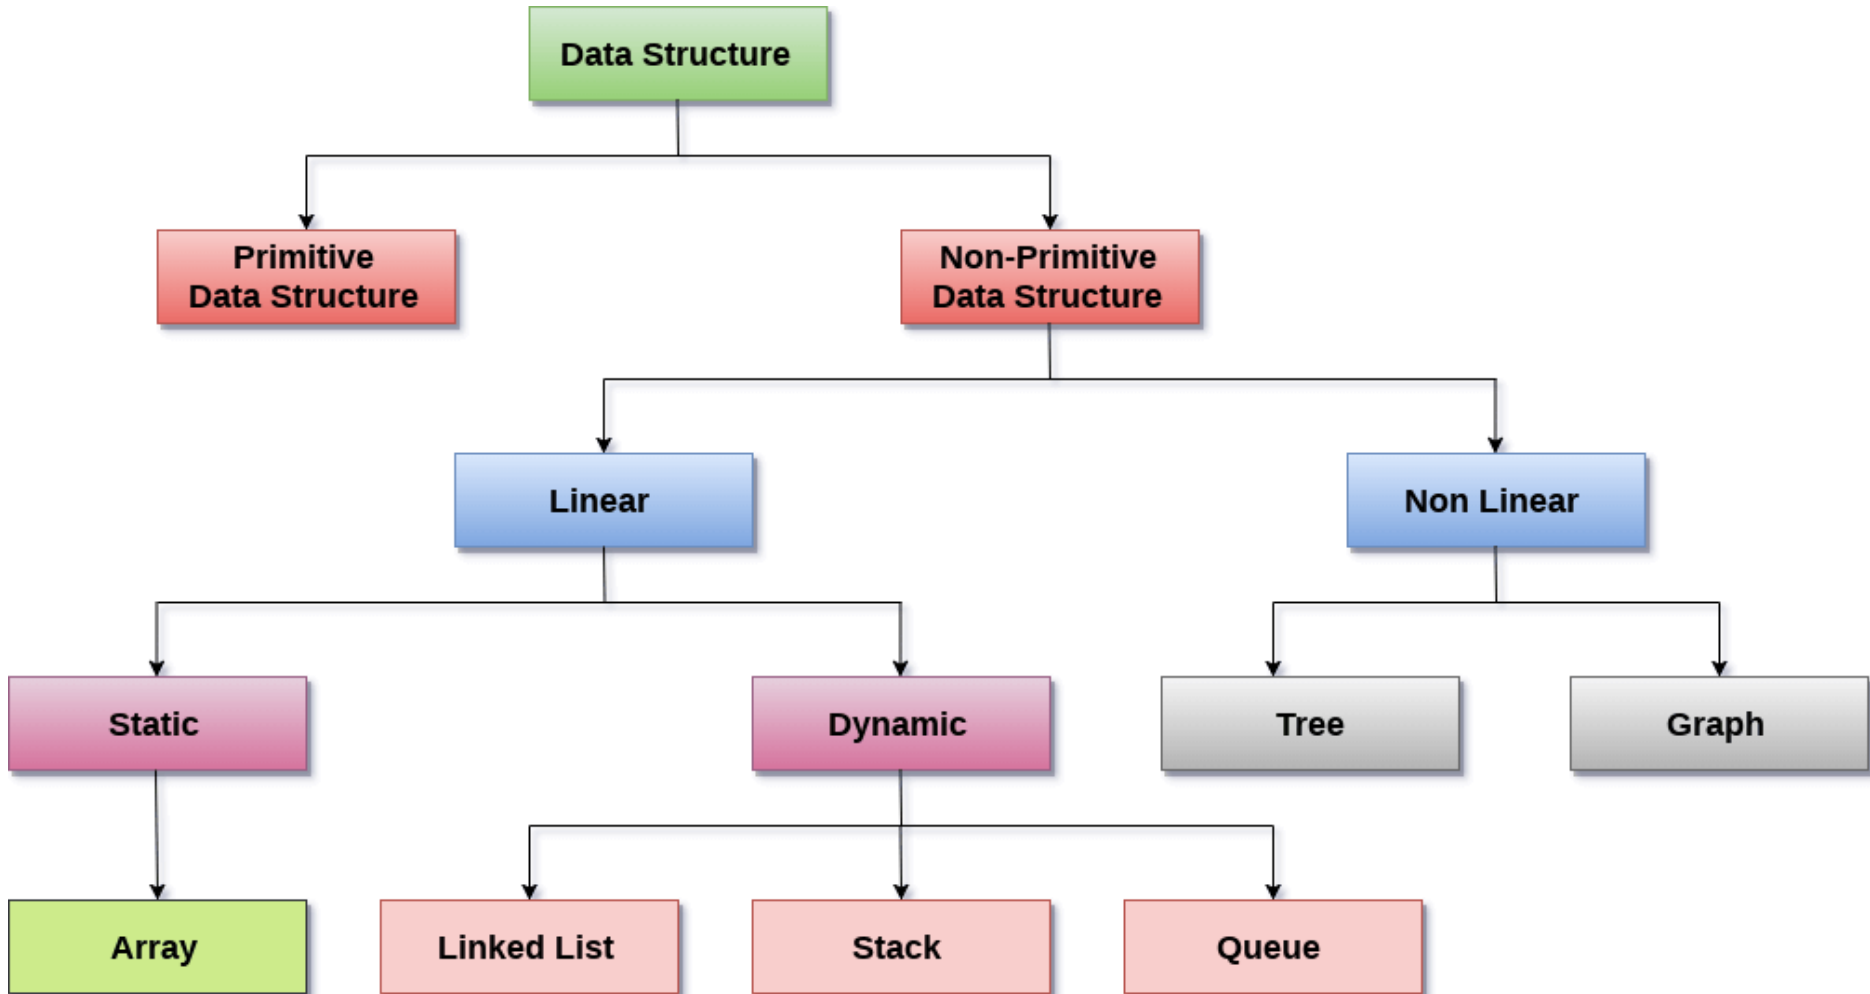 Data Structure
Primitive
Data Structure
Non-Primitive
Data Structure
Linear
Non Linear
Static
Dynamic
Tree
Graph
Array
Linked List
Stack
Queue